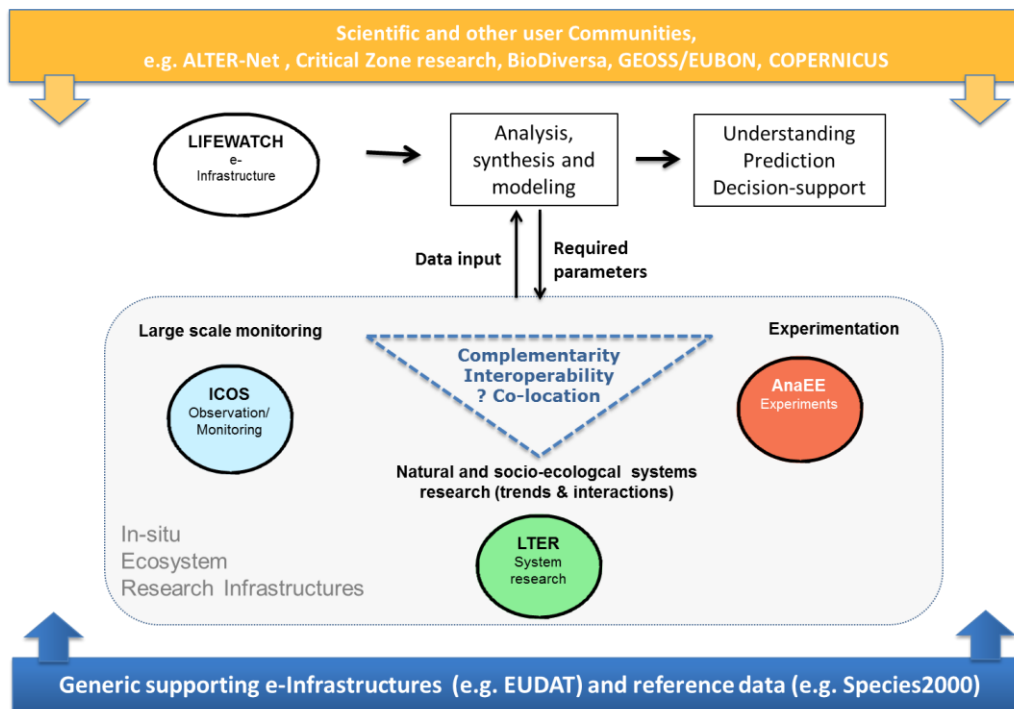 Scientific and other user Communities,
e.g. ALTER-Net , Critical Zone research, BioDiversa, GEOSS/EUBON, COPERNICUS
LIFEWATCH
e-
Infrastructure
Analysis,
synthesis and
modeling
Understanding
Prediction
Decision-support
Data input
Required
parameters
Large scale monitoring
Experimentation
Complementarity
Interoperability
? Co-location
ICOS
Observation/
Monitoring
AnaEE
Experiments
Natural and socio-ecologcal systems
research (trends & interactions)
LTER
System
research
In-situ
Ecosystem
Research Infrastructures
Generic supporting e-Infrastructures (e.g. EUDAT) and reference data (e.g. Species2000)